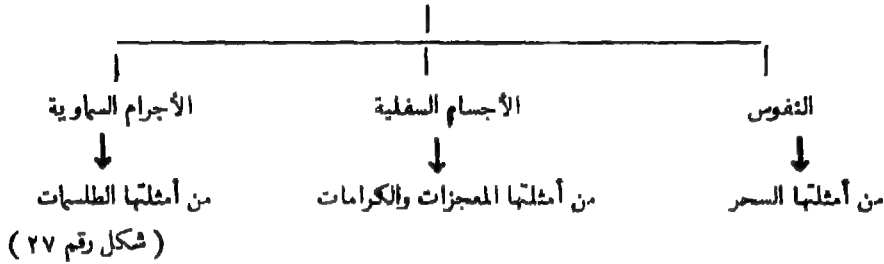 النفوس الأجسام السفلية الأجرام السماوية
من أمثلتها السحر من أمثلتها المعجزات والكرامات من أمثلتها الطلسمات
( شكل رقم ٢٧ )